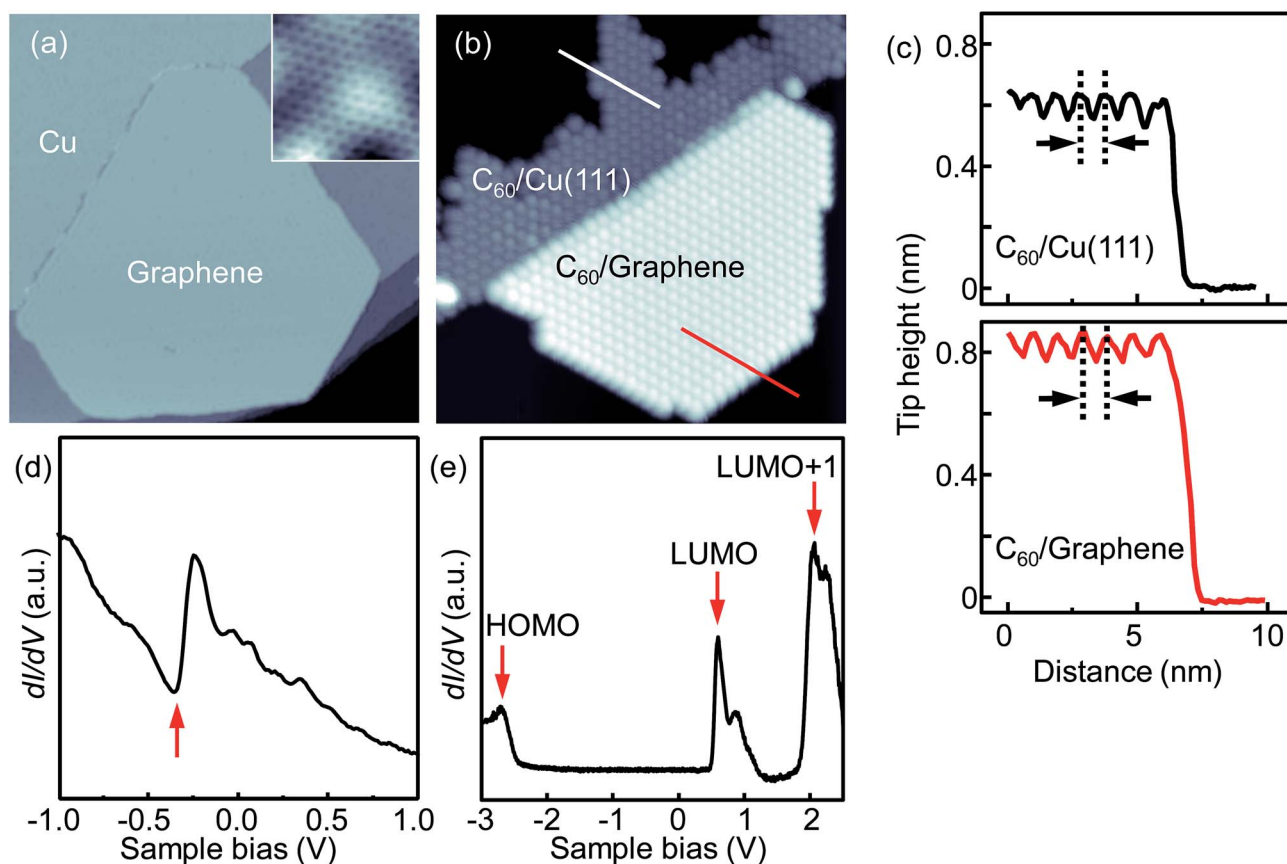 (a)
Cu
Graphene
(b)
C₆₀/Cu(111)
C₆₀/Graphene
(c)
0.8
0.4
0
C₆₀/Cu(111)
0.8
0.4
0
C₆₀/Graphene
Tip height (nm)
0 5 10
Distance (nm)
(d)
dI/dV (a.u.)
-1.0 -0.5 0.0 0.5 1.0
Sample bias (V)
(e)
LUMO+1
LUMO
HOMO
dI/dV (a.u.)
-3 -2 -1 0 1 2
Sample bias (V)